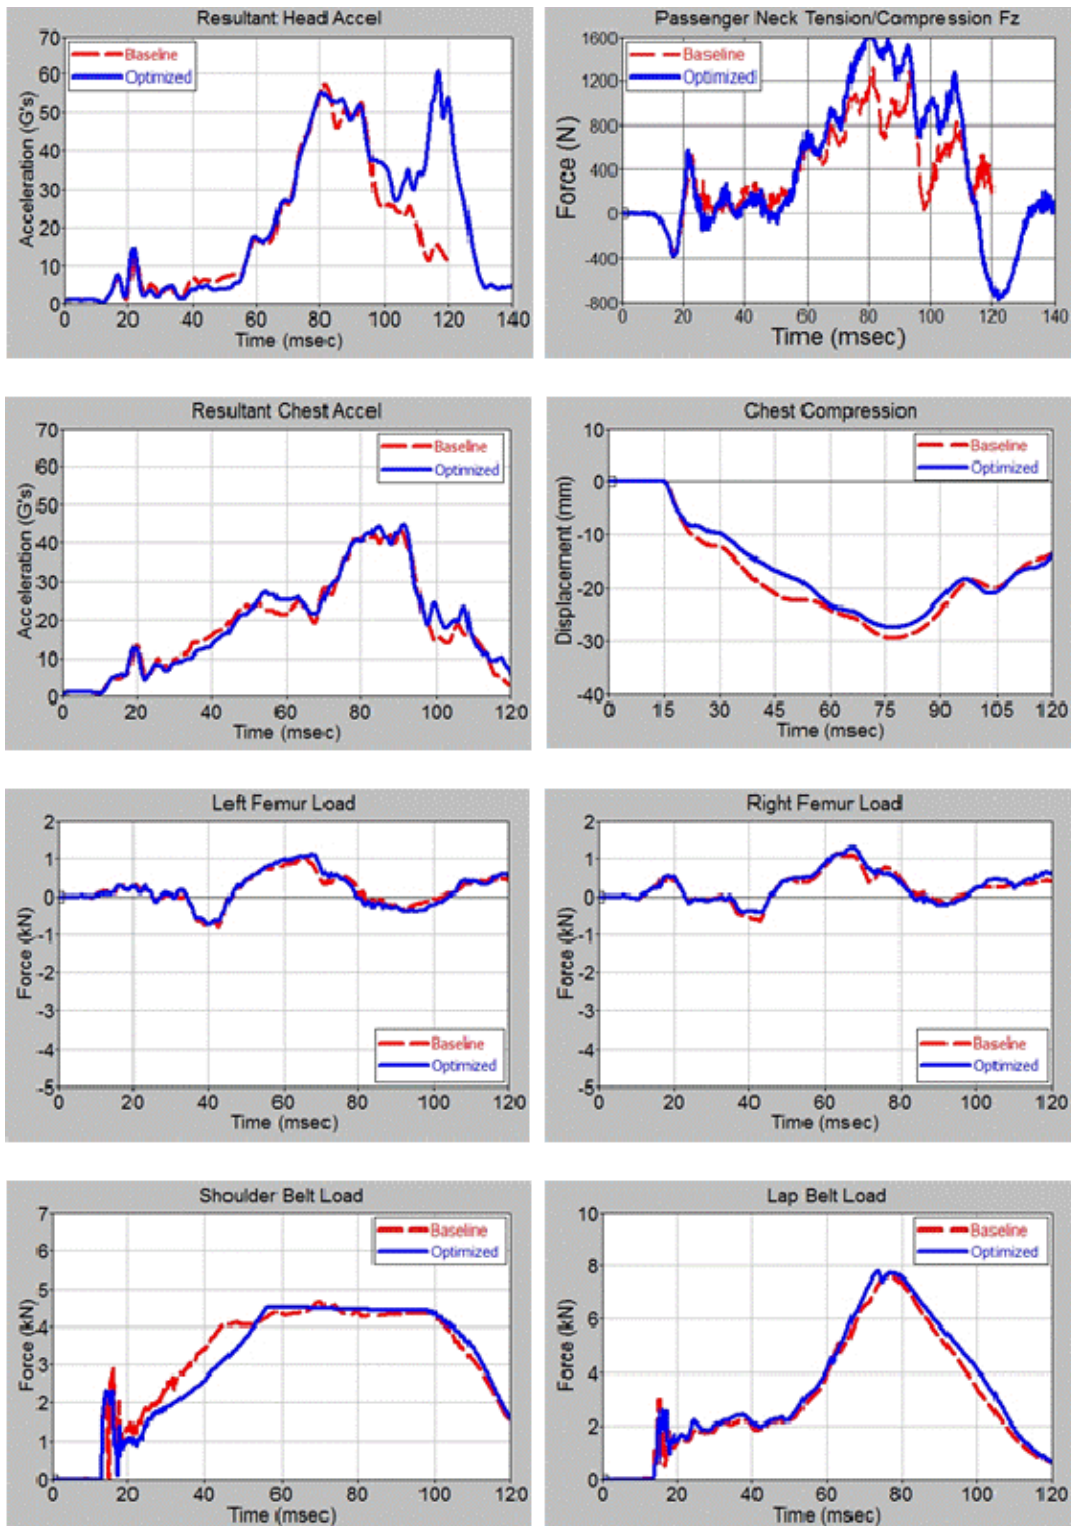 Resultant Head Accel
Baseline
Optimized
Acceleration (G's)
70
60
50
40
30
20
10
0
0 20 40 60 80 100 120 140
Time (msec)
Passenger Neck Tension/Compression Fz
Baseline
Optimized
Force (N)
1600
1200
800
400
0
-400
-800
0 20 40 60 80 100 120 140
Time (msec)
Resultant Chest Accel
Baseline
Optimized
Acceleration (G's)
70
60
50
40
30
20
10
0
0 20 40 60 80 100 120
Time (msec)
Chest Compression
Baseline
Optimized
Displacement (mm)
10
0
-10
-20
-30
-40
0 15 30 45 60 75 90 105 120
Time (msec)
Left Femur Load
Baseline
Optimized
Force (kN)
2
1
0
-1
-2
-3
-4
-5
0 20 40 60 80 100 120
Time (msec)
Right Femur Load
Baseline
Optimized
Force (kN)
2
1
0
-1
-2
-3
-4
-5
0 20 40 60 80 100 120
Time (msec)
Shoulder Belt Load
Baseline
Optimized
Force (kN)
7
6
5
4
3
2
1
0
0 20 40 60 80 100 120
Time (msec)
Lap Belt Load
Baseline
Optimized
Force (kN)
10
8
6
4
2
0
0 20 40 60 80 100 120
Time (msec)